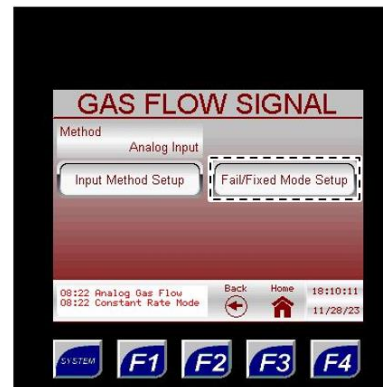 GAS FLOW SIGNAL
Method
Analog Input
Input Method Setup
Fail/Fixed Mode Setup
08:22 Analog Gas Flow
08:22 Constant Rate Mode
Back
Home
18:10:11
11/28/23
SYSTEM
F1
F2
F3
F4